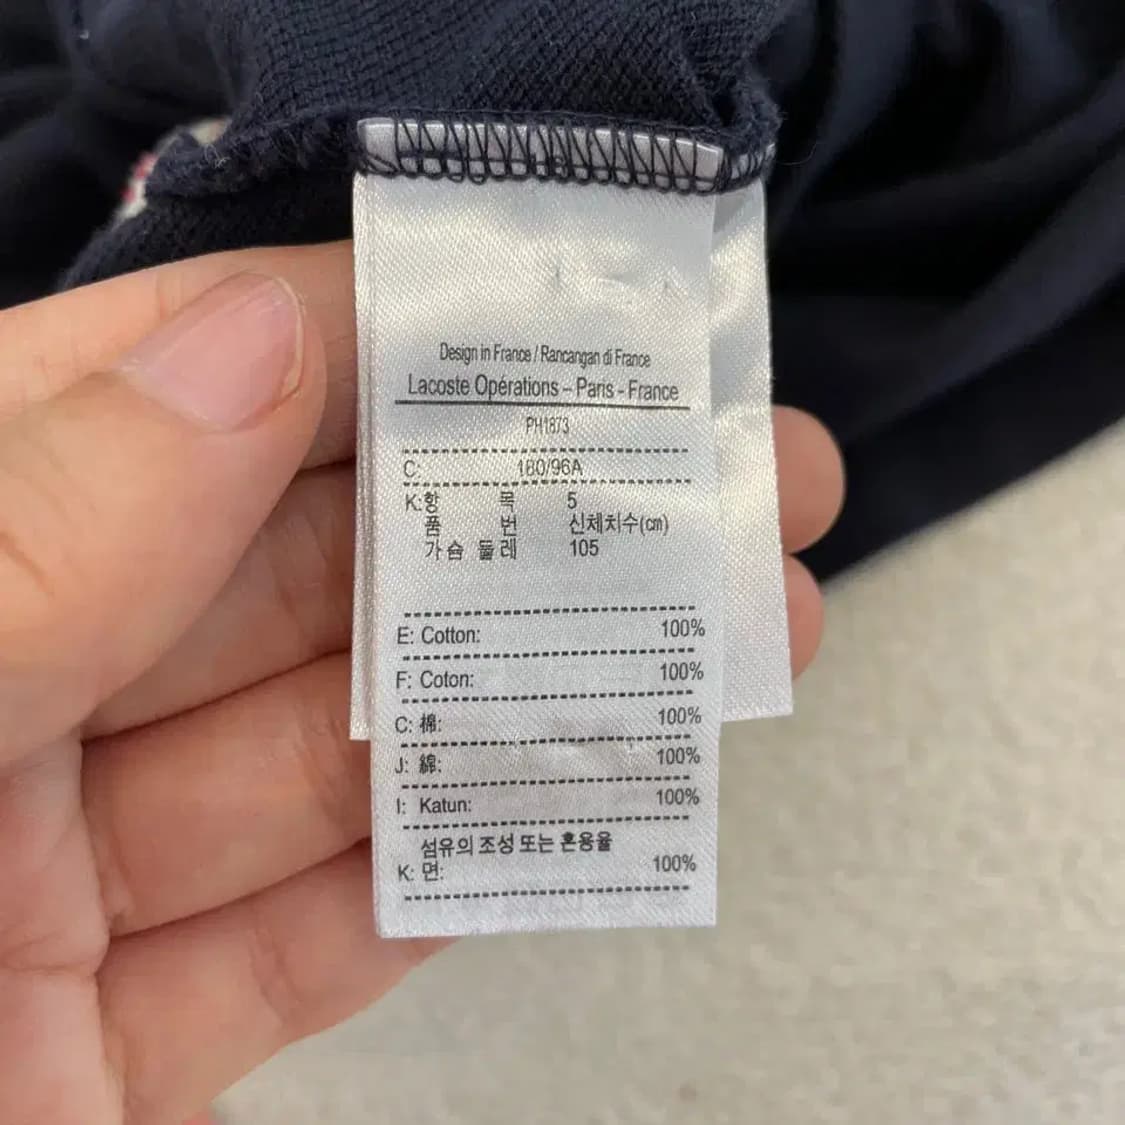 Design in France / Rancangan di France
Lacoste Opérations – Paris - France
PH1873
C: 180/96A
K: 항 목 5
품 번 신체치수(cm)
가슴 둘레 105
E: Cotton: 100%
F: Coton: 100%
C: 棉: 100%
J: 綿: 100%
I: Katun: 100%
섬유의 조성 또는 혼용율
K: 면: 100%